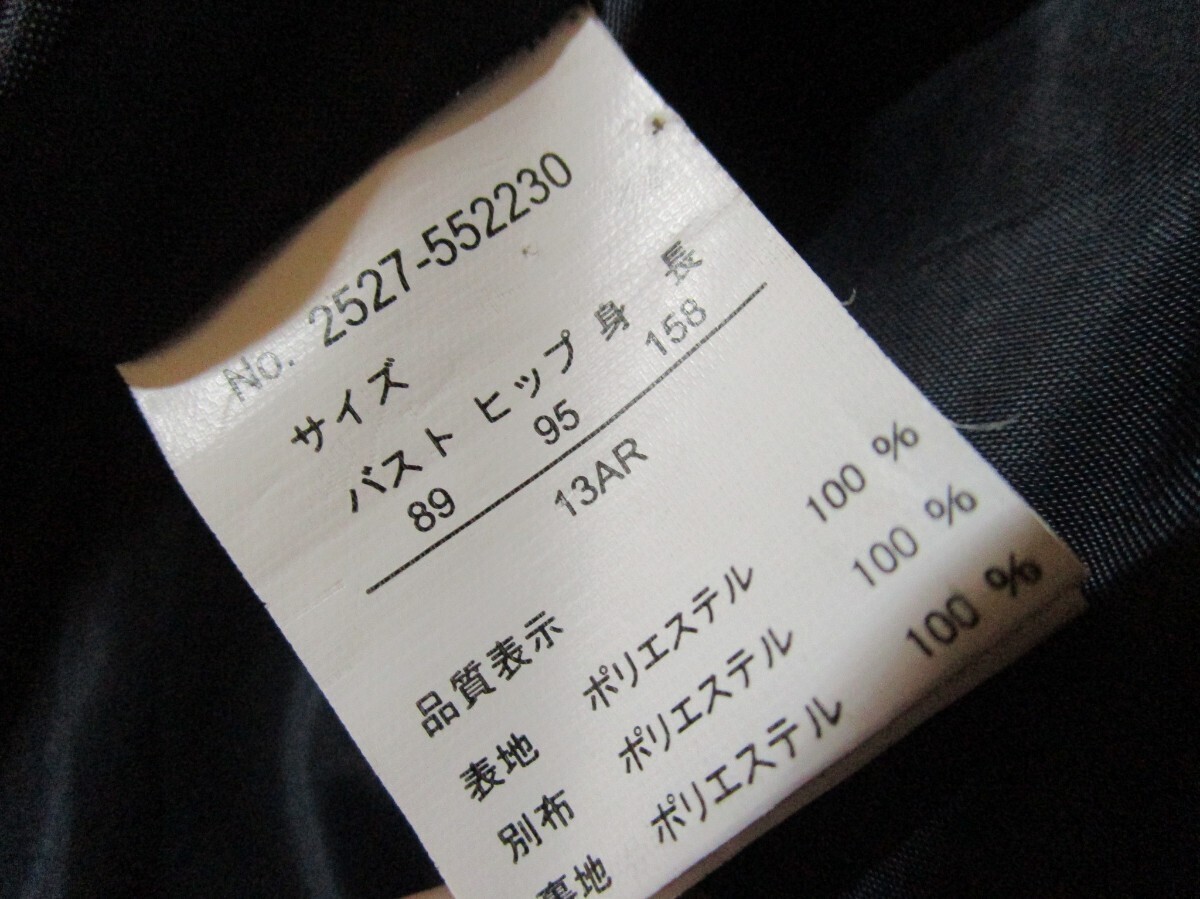 No. 2527-552230
サイズ
バスト ヒップ 身 長
89 95 158
13AR
品質表示
表地 ポリエステル 100 %
別布 ポリエステル 100 %
裏地 ポリエステル 100 %